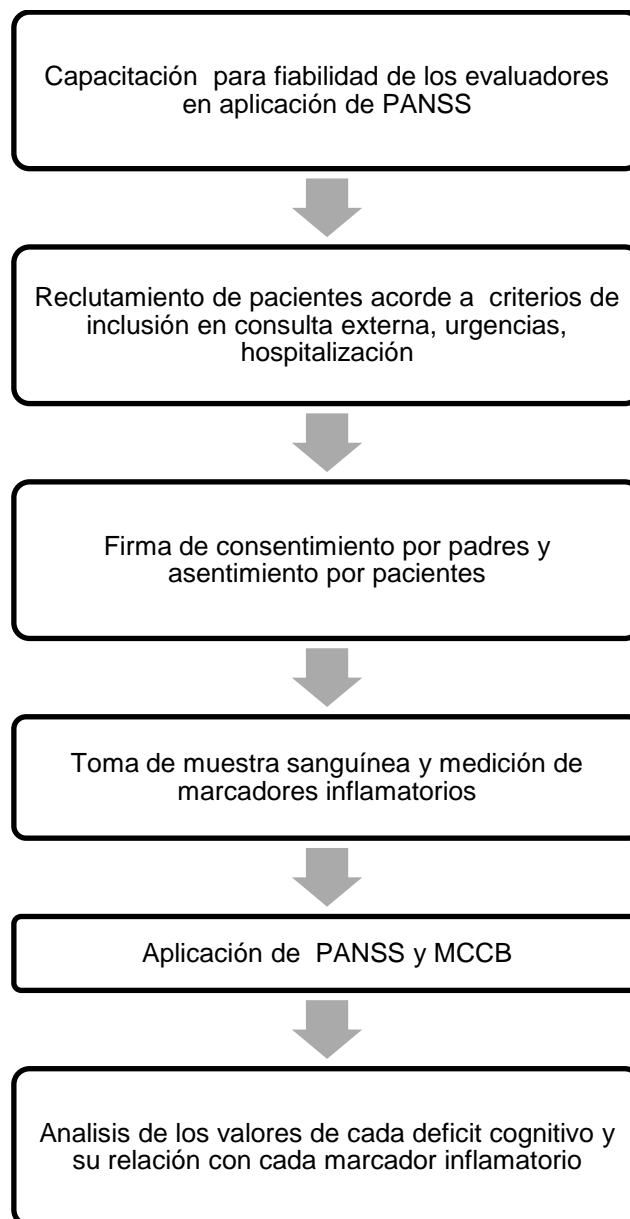 Capacitación  para fiabilidad de los evaluadores
en aplicación de PANSS
Reclutamiento de pacientes acorde a  criterios de
inclusión en consulta externa, urgencias,
hospitalización
Firma de consentimiento por padres y
asentimiento por pacientes
Toma de muestra sanguínea y medición de
marcadores inflamatorios
Aplicación de  PANSS y MCCB
Analisis de los valores de cada deficit cognitivo y
su relación con cada marcador inflamatorio